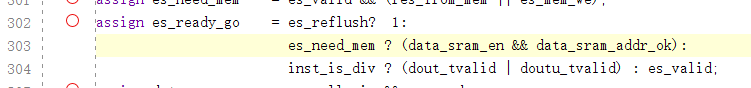 301 assign es_need_mem = es_valid && (res_from_mem || es_mem_we);
302 assign es_ready_go = es_reflush? 1:
303 es_need_mem ? (data_sram_en && data_sram_addr_ok):
304 inst_is_div ? (dout_tvalid | doutu_tvalid) : es_valid;